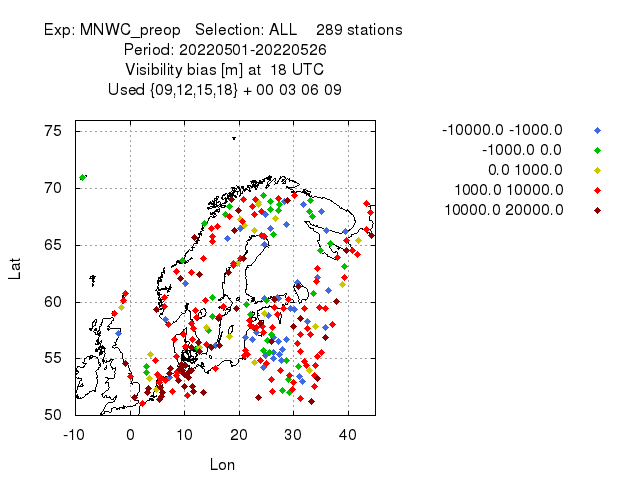 Exp: MNWC_preop Selection: ALL 289 stations
Period: 20220501-20220526
Visibility bias [m] at 18 UTC
Used {09,12,15,18} + 00 03 06 09
-10000.0 -1000.0
-1000.0 0.0
0.0 1000.0
1000.0 10000.0
10000.0 20000.0
75
70
65
60
55
50
Lat
-10 0 10 20 30 40
Lon